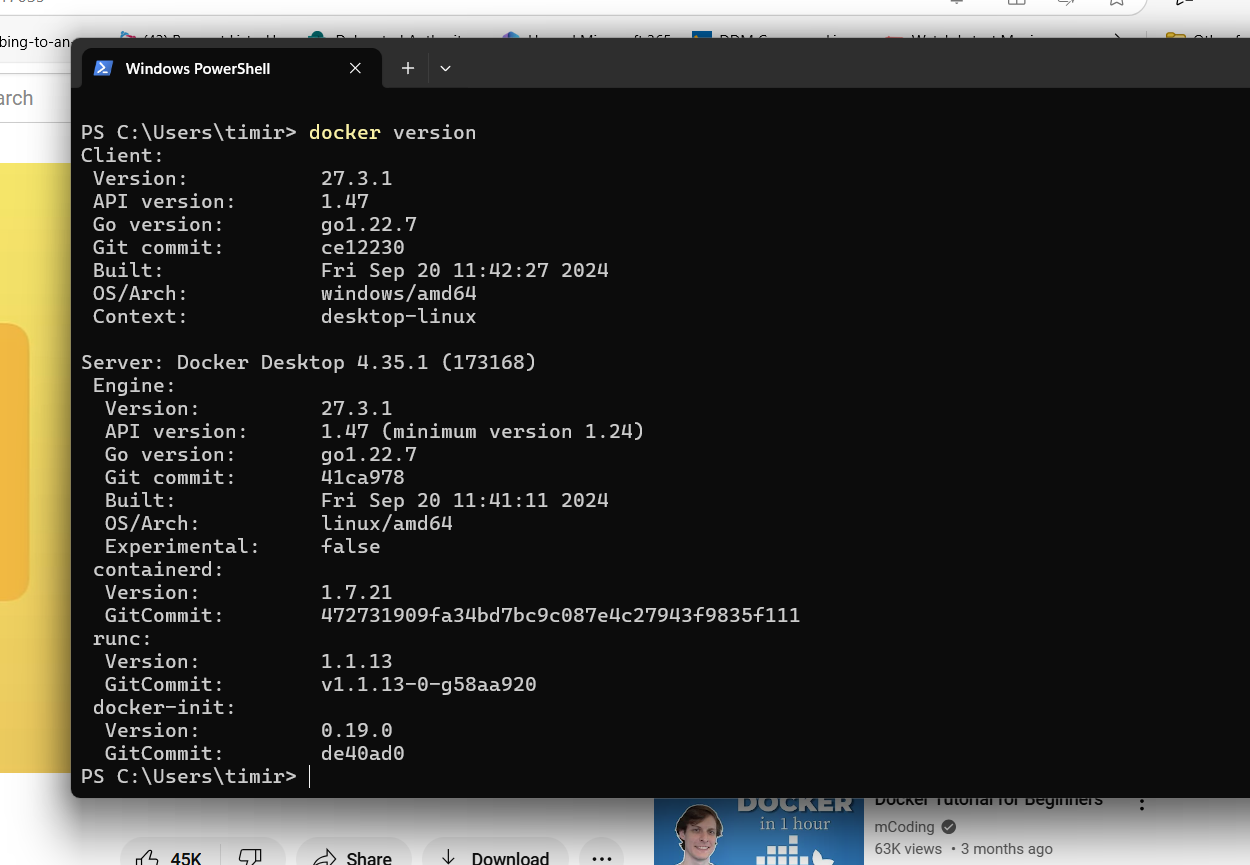 bing-to-an
arch
Windows PowerShell
PS C:\Users\timir> docker version
Client:
Version: 27.3.1
API version: 1.47
Go version: go1.22.7
Git commit: ce12230
Built: Fri Sep 20 11:42:27 2024
OS/Arch: windows/amd64
Context: desktop-linux
Server: Docker Desktop 4.35.1 (173168)
Engine:
Version: 27.3.1
API version: 1.47 (minimum version 1.24)
Go version: go1.22.7
Git commit: 41ca978
Built: Fri Sep 20 11:41:11 2024
OS/Arch: linux/amd64
Experimental: false
containerd:
Version: 1.7.21
GitCommit: 472731909fa34bd7bc9c087e4c27943f9835f111
runc:
Version: 1.1.13
GitCommit: v1.1.13-0-g58aa920
docker-init:
Version: 0.19.0
GitCommit: de40ad0
PS C:\Users\timir>
DOCKER
in 1 hour
Docker Tutorial for Beginners
mCoding
63K views • 3 months ago
45K
Share
Download